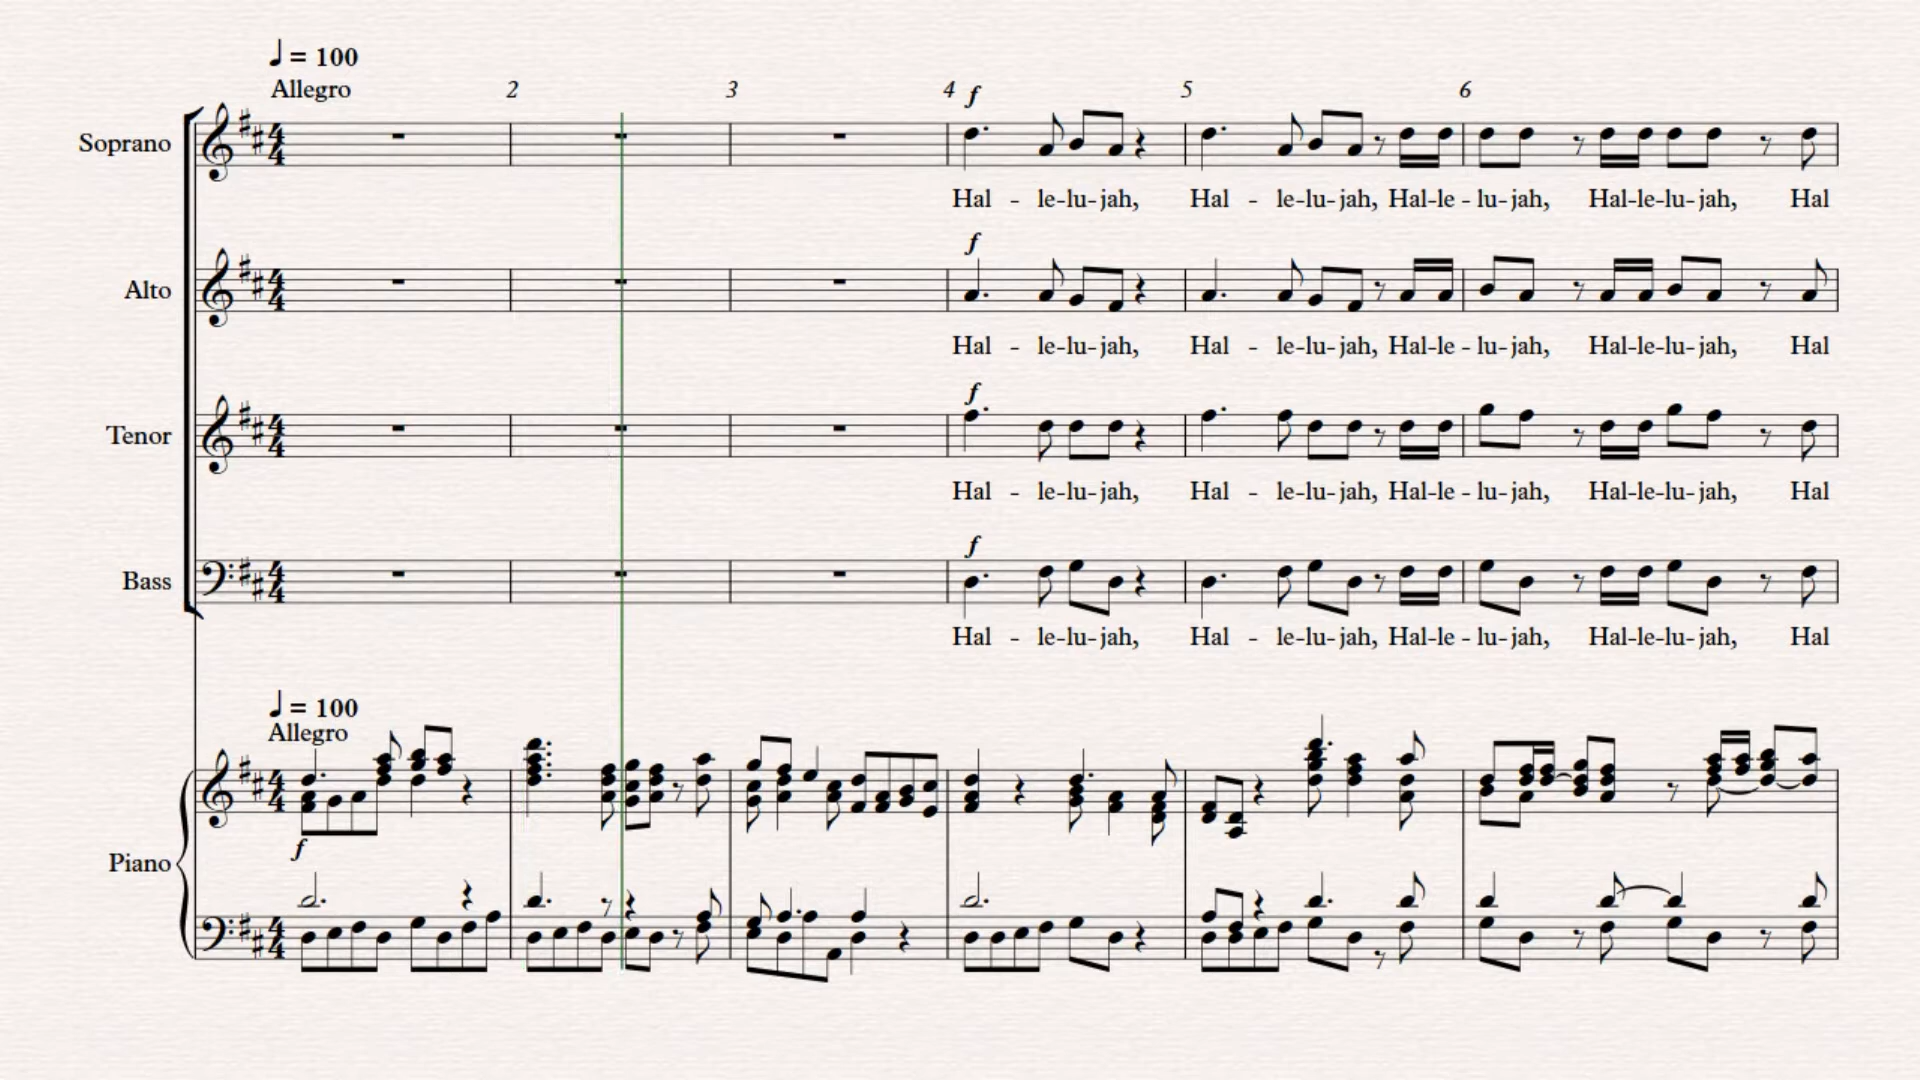 ♩ = 100
Allegro
2 3 4 f 5 6
Soprano
Hal - le-lu-jah, Hal - le-lu-jah, Hal-le - lu-jah, Hal-le-lu-jah, Hal
f
Alto
Hal - le-lu-jah, Hal - le-lu-jah, Hal-le - lu-jah, Hal-le-lu-jah, Hal
f
Tenor
Hal - le-lu-jah, Hal - le-lu-jah, Hal-le - lu-jah, Hal-le-lu-jah, Hal
f
Bass
Hal - le-lu-jah, Hal - le-lu-jah, Hal-le - lu-jah, Hal-le-lu-jah, Hal
♩ = 100
Allegro
f
Piano